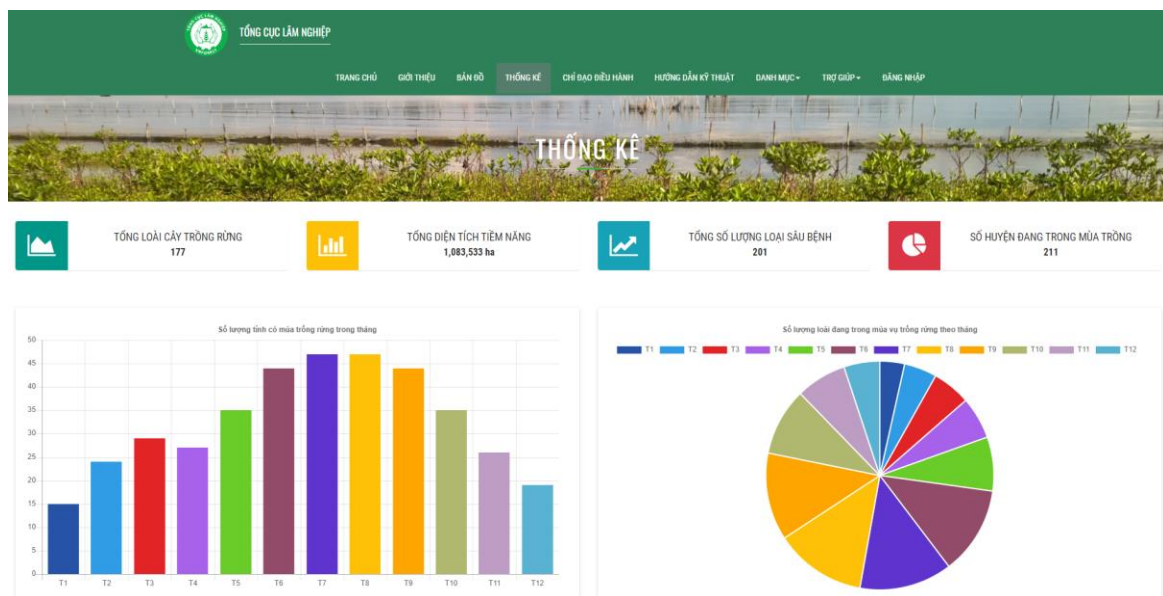 TỔNG CỤC LÂM NGHIỆP
TRANG CHỦ GIỚI THIỆU BẢN ĐỒ THỐNG KÊ CHỈ ĐẠO ĐIỀU HÀNH HƯỚNG DẪN KỸ THUẬT DANH MỤC TRỢ GIÚP ĐĂNG NHẬP
THỐNG KÊ
TỔNG LOÀI CÂY TRỒNG RỪNG
177
TỔNG DIỆN TÍCH TIỀM NĂNG
1,083,533 ha
TỔNG SỐ LƯỢNG LOẠI SÂU BỆNH
201
SỐ HUYỆN ĐANG TRONG MÙA TRỒNG
211
Số lượng tỉnh có mùa trồng rừng trong tháng
50
45
40
35
30
25
20
15
10
5
0
T1 T2 T3 T4 T5 T6 T7 T8 T9 T10 T11 T12
Số lượng loài đang trong mùa vụ trồng rừng theo tháng
T1 T2 T3 T4 T5 T6 T7 T8 T9 T10 T11 T12